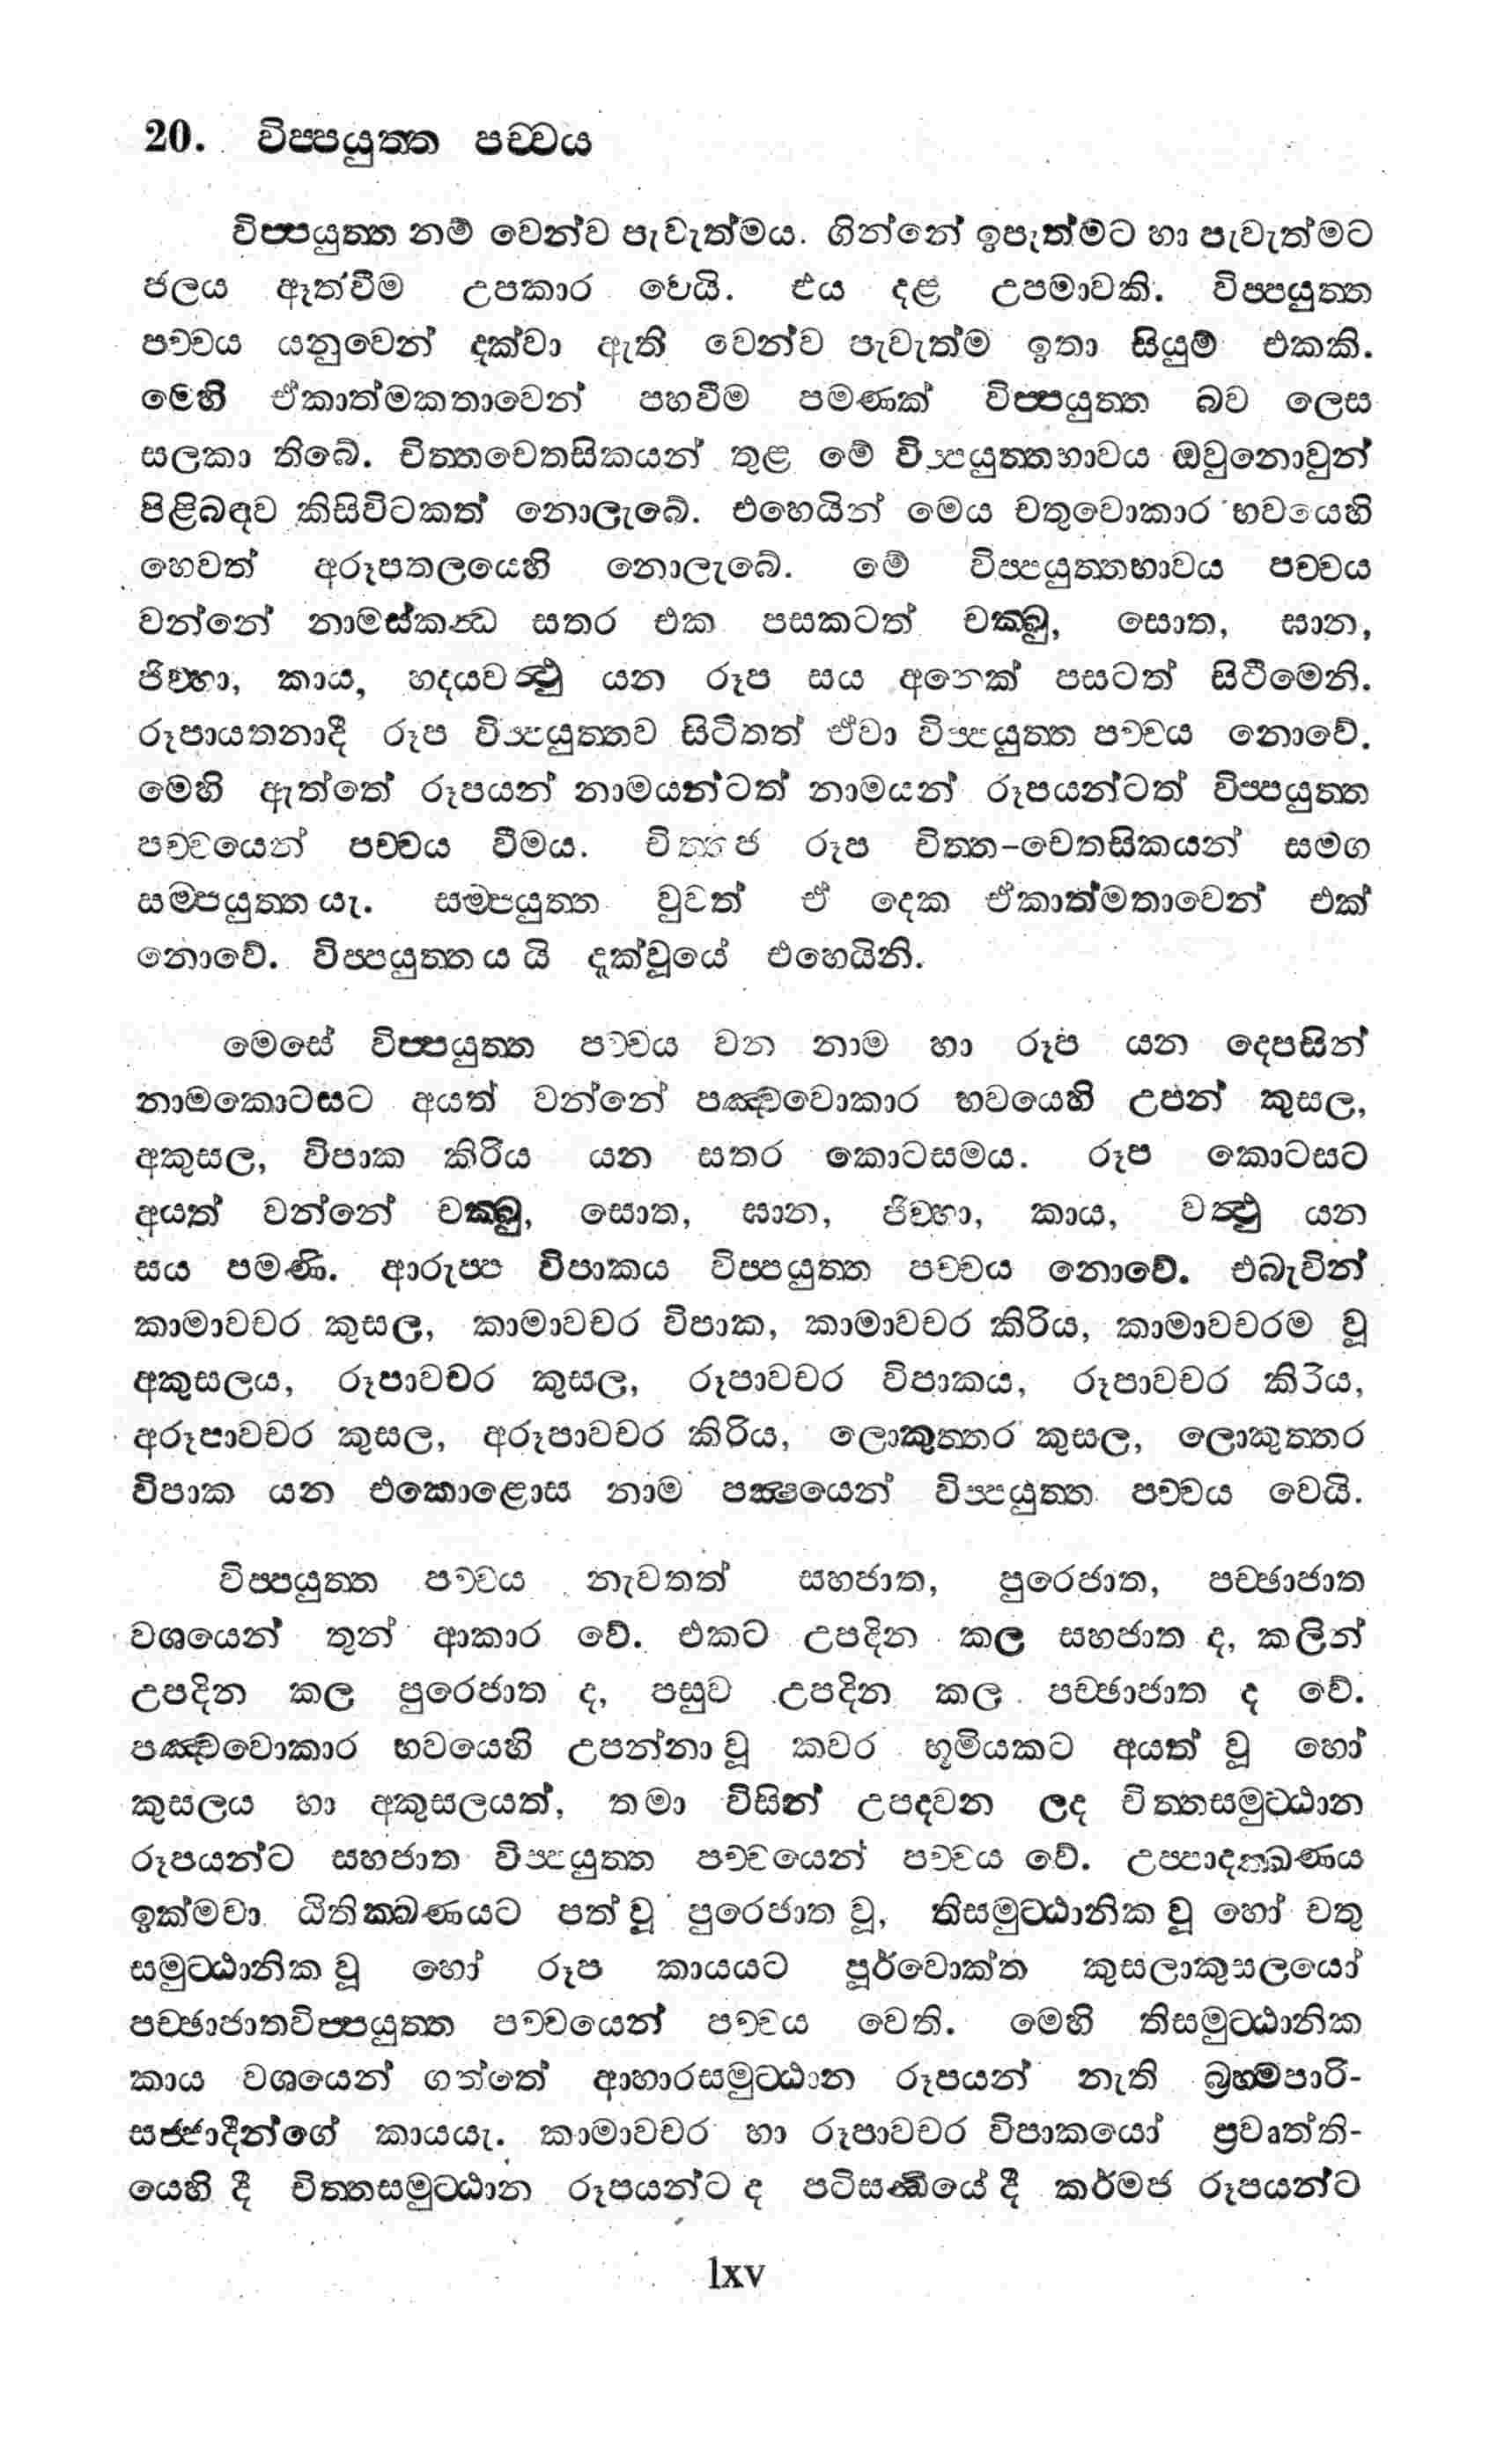 20. විප්පයුත්ත පච්චය
විප්පයුත්ත නම් වෙන්ව පැවැත්මය. ගින්නේ ඉපැත්මට හා පැවැත්මට
ජලය ඈත්වීම උපකාර වෙයි. එය දළ උපමාවකි. විප්පයුත්ත
පච්චය යනුවෙන් දක්වා ඇති වෙන්ව පැවැත්ම ඉතා සියුම් එකකි.
මෙහි ඒකාත්මකතාවෙන් පහවීම පමණක් විප්පයුත්ත බව ලෙස
සලකා තිබේ. චිත්තචෙතසිකයන් තුළ මේ විප්පයුත්තභාවය ඔවුනොවුන්
පිළිබඳව කිසිවිටකත් නොලැබේ. එහෙයින් මෙය චතුවොකාර භවයෙහි
හෙවත් අරූපතලයෙහි නොලැබේ. මේ විප්පයුත්තභාවය පච්චය
වන්නේ නාමස්කන්ධ සතර එක පසකටත් චක්ඛු, සොත, ඝාන,
ජිව්හා, කාය, හදයවත්ථු යන රූප සය අනෙක් පසටත් සිටීමෙනි.
රූපායතනාදී රූප විප්පයුත්තව සිටිතත් ඒවා විප්පයුත්ත පච්චය නොවේ.
මෙහි ඇත්තේ රූපයන් නාමයන්ටත් නාමයන් රූපයන්ටත් විප්පයුත්ත
පච්චයෙන් පච්චය වීමය. චිත්තජ රූප චිත්ත-චෙතසිකයන් සමග
සම්පයුත්තයැ. සම්පයුත්ත වුවත් ඒ දෙක ඒකාත්මතාවෙන් එක්
නොවේ. විප්පයුත්ත ය යි දැක්වූයේ එහෙයිනි.
මෙසේ විප්පයුත්ත පච්චය වන නාම හා රූප යන දෙපසින්
නාමකොටසට අයත් වන්නේ පඤ්චවොකාර භවයෙහි උපන් කුසල,
අකුසල, විපාක කිරිය යන සතර කොටසමය. රූප කොටසට
අයත් වන්නේ චක්ඛු, සොත, ඝාන, ජිව්හා, කාය, වත්ථු යන
සය පමණි. ආරුප්ප විපාකය විප්පයුත්ත පච්චය නොවේ. එබැවින්
කාමාවචර කුසල, කාමාවචර විපාක, කාමාවචර කිරිය, කාමාවචරම වූ
අකුසලය, රූපාවචර කුසල, රූපාවචර විපාකය, රූපාවචර කිරිය,
අරූපාවචර කුසල, අරූපාවචර කිරිය, ලොකුත්තර කුසල, ලොකුත්තර
විපාක යන එකොළොස නාම පක්ෂයෙන් විප්පයුත්ත පච්චය වෙයි.
විප්පයුත්ත පච්චය නැවතත් සහජාත, පුරෙජාත, පච්ඡාජාත
වශයෙන් තුන් ආකාර වේ. එකට උපදින කල සහජාත ද, කලින්
උපදින කල පුරෙජාත ද, පසුව උපදින කල පච්ඡාජාත ද වේ.
පඤ්චවොකාර භවයෙහි උපන්නා වූ කවර භූමියකට අයත් වූ හෝ
කුසලය හා අකුසලයත්, තමා විසින් උපදවන ලද චිත්තසමුට්ඨාන
රූපයන්ට සහජාත විප්පයුත්ත පච්චයෙන් පච්චය වේ. උප්පාදක්ඛණය
ඉක්මවා ඨිතික්ඛණයට පත් වූ පුරෙජාත වූ, තිසමුට්ඨානික වූ හෝ චතු
සමුට්ඨානික වූ හෝ රූප කායයට පූර්වොක්ත කුසලාකුසලයෝ
පච්ඡාජාතවිප්පයුත්ත පච්චයෙන් පච්චය වෙති. මෙහි තිසමුට්ඨානික
කාය වශයෙන් ගත්තේ ආහාරසමුට්ඨාන රූපයන් නැති බ්‍රහ්මපාරි-
සජ්ජාදීන්ගේ කායයැ. කාමාවචර හා රූපාවචර විපාකයෝ ප්‍රවෘත්ති-
යෙහි දී චිත්තසමුට්ඨාන රූපයන්ට ද පටිසන්ධියේ දී කර්මජ රූපයන්ට
lxv